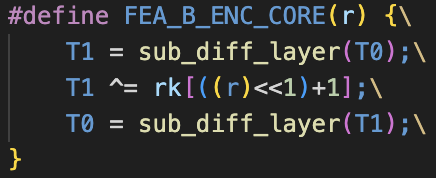 #define FEA_B_ENC_CORE(r) {\
T1 = sub_diff_layer(T0);\
T1 ^= rk[((r)<<1)+1];\
T0 = sub_diff_layer(T1);\
}